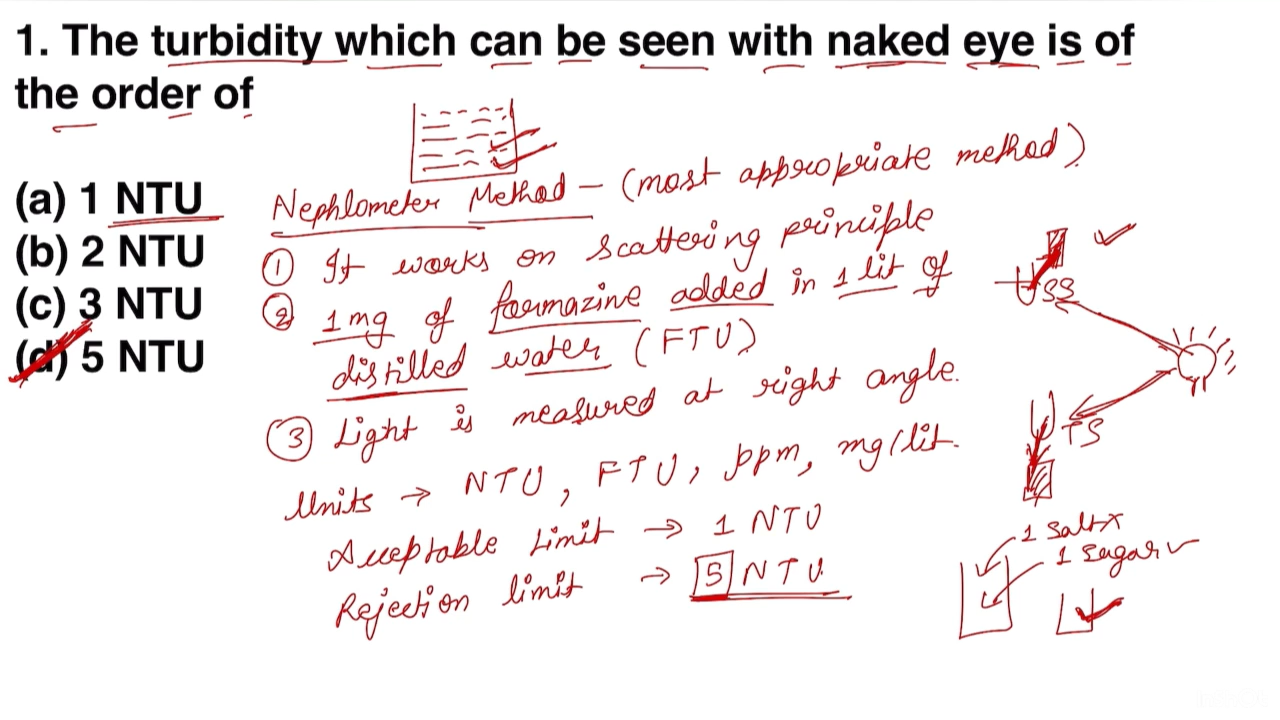 1. The turbidity which can be seen with naked eye is of
the order of
(a) 1 NTU
(b) 2 NTU
(c) 3 NTU
(d) 5 NTU
Nephlometer Method – (most appropriate method)
① It works on scattering principle
② 1mg of formazine added in 1 lit of
distilled water (FTU)
③ Light is measured at right angle.
Units → NTU, FTU, ppm, mg/lit.
Acceptable Limit → 1 NTU
Rejection limit → 5 NTU
SS
TS
1 Salt x
1 Sugar ✓